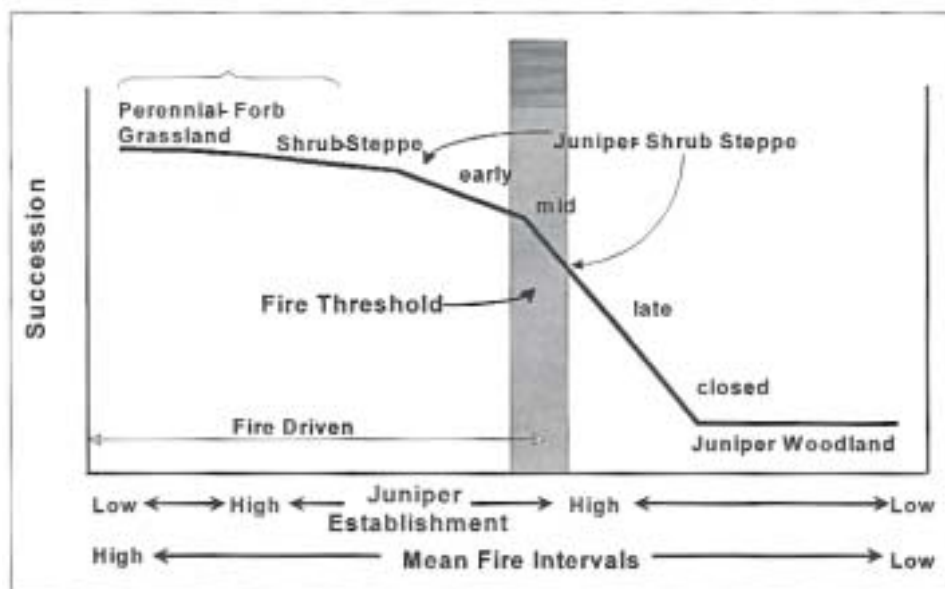 Perennial-Forb
Grassland
Shrub-Steppe
Juniper Shrub Steppe
early
mid
Succession
Fire Threshold
late
closed
Fire Driven
Juniper Woodland
Low High Juniper High Low
Establishment
High Mean Fire Intervals Low